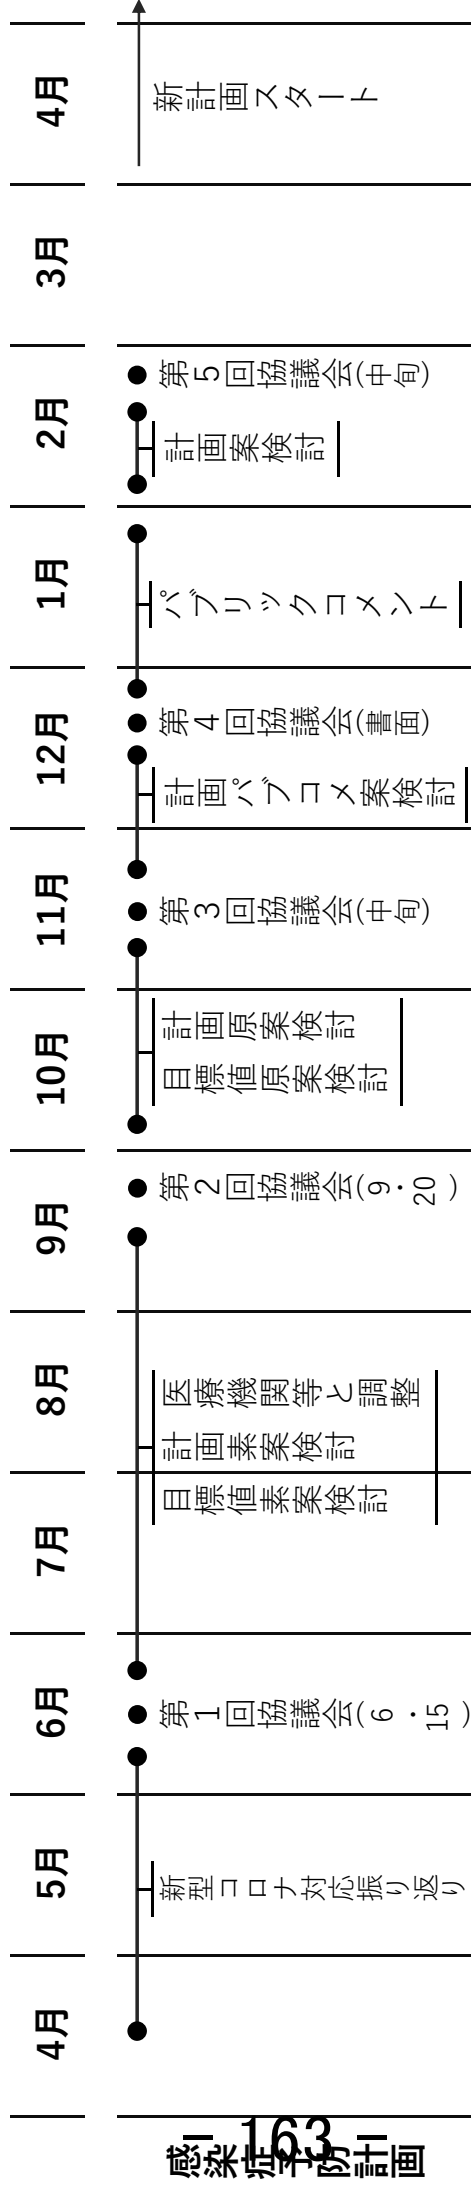 4月
5月
6月
7月
8月
9月
10月
11月
12月
1月
2月
3月
4月
感染症予防計画
新型コロナ対応振り返り
第1回協議会(6・15)
医療機関等と調整
計画素案検討
目標値素案検討
第2回協議会(9・20)
計画原案検討
目標値原案検討
第3回協議会(中旬)
計画パブコメ案検討
第4回協議会(書面)
パブリックコメント
計画案検討
第5回協議会(中旬)
新計画スタート
- 163 -